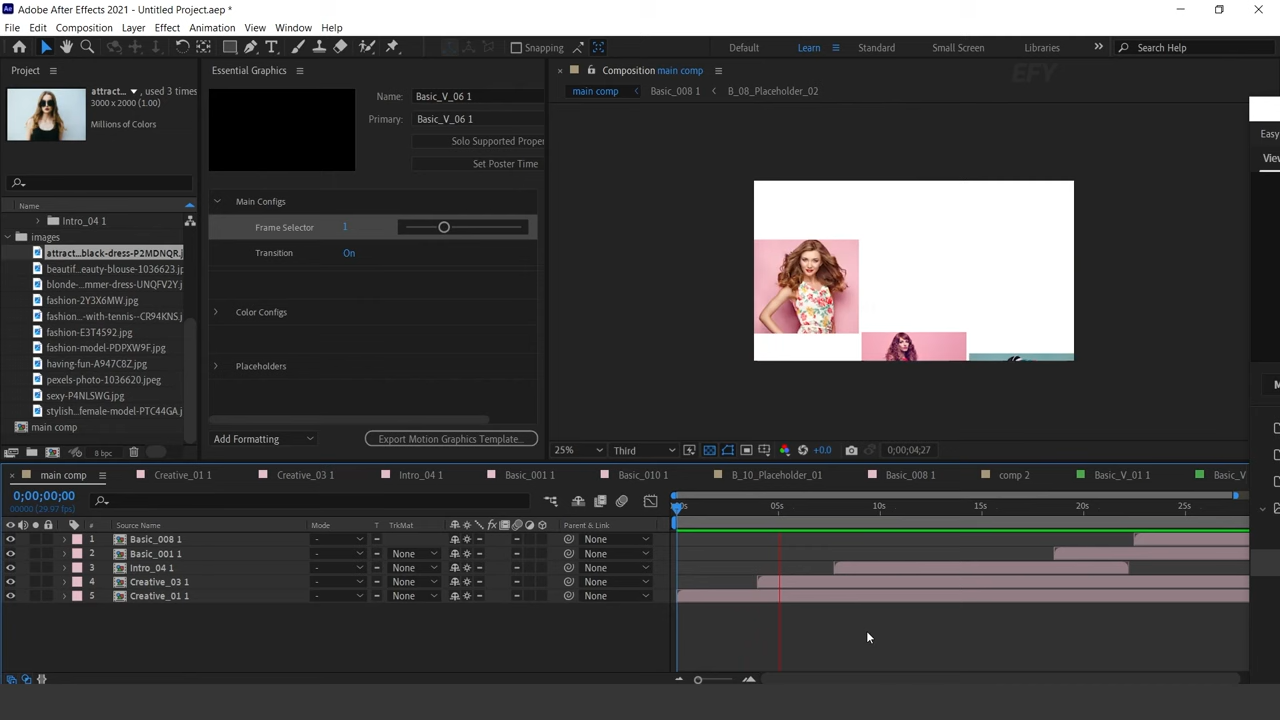 Adobe After Effects 2021 - Untitled Project.aep *
File Edit Composition Layer Effect Animation View Window Help
Snapping
Default Learn Standard Small Screen Libraries Search Help
Project
attract... , used 3 times
3000 x 2000 (1.00)
Millions of Colors
Name
Intro_04 1
images
attract...black-dress-P2MDNQR.j
beautif...eauty-blouse-1036623.jp
blonde-...mmer-dress-UNQFV2Y.j
fashion-2Y3X6MW.jpg
fashion...-with-tennis--CR94KNS.j
fashion-E3T4592.jpg
fashion-model-PDPXW9F.jpg
having-fun-A947C8Z.jpg
pexels-photo-1036620.jpeg
sexy-P4NLSWG.jpg
stylish...female-model-PTC44GA.j
main comp
8 bpc
Essential Graphics
Name: Basic_V_06 1
Primary: Basic_V_06 1
Solo Supported Proper
Set Poster Time
Main Configs
Frame Selector 1
Transition On
Color Configs
Placeholders
Add Formatting
Export Motion Graphics Template...
Composition main comp
EFY
main comp Basic_008 1 B_08_Placeholder_02
25% Third +0.0 0;00;04;27
Easy
View
M
main comp Creative_01 1 Creative_03 1 Intro_04 1 Basic_001 1 Basic_010 1 B_10_Placeholder_01 Basic_008 1 comp 2 Basic_V_01 1 Basic_V
0;00;00;00
00000 (29.97 fps)
05s 10s 15s 20s 25s
# Source Name Mode T TrkMat Parent & Link
1 Basic_008 1 - None
2 Basic_001 1 - None None
3 Intro_04 1 - None None
4 Creative_03 1 - None None
5 Creative_01 1 - None None